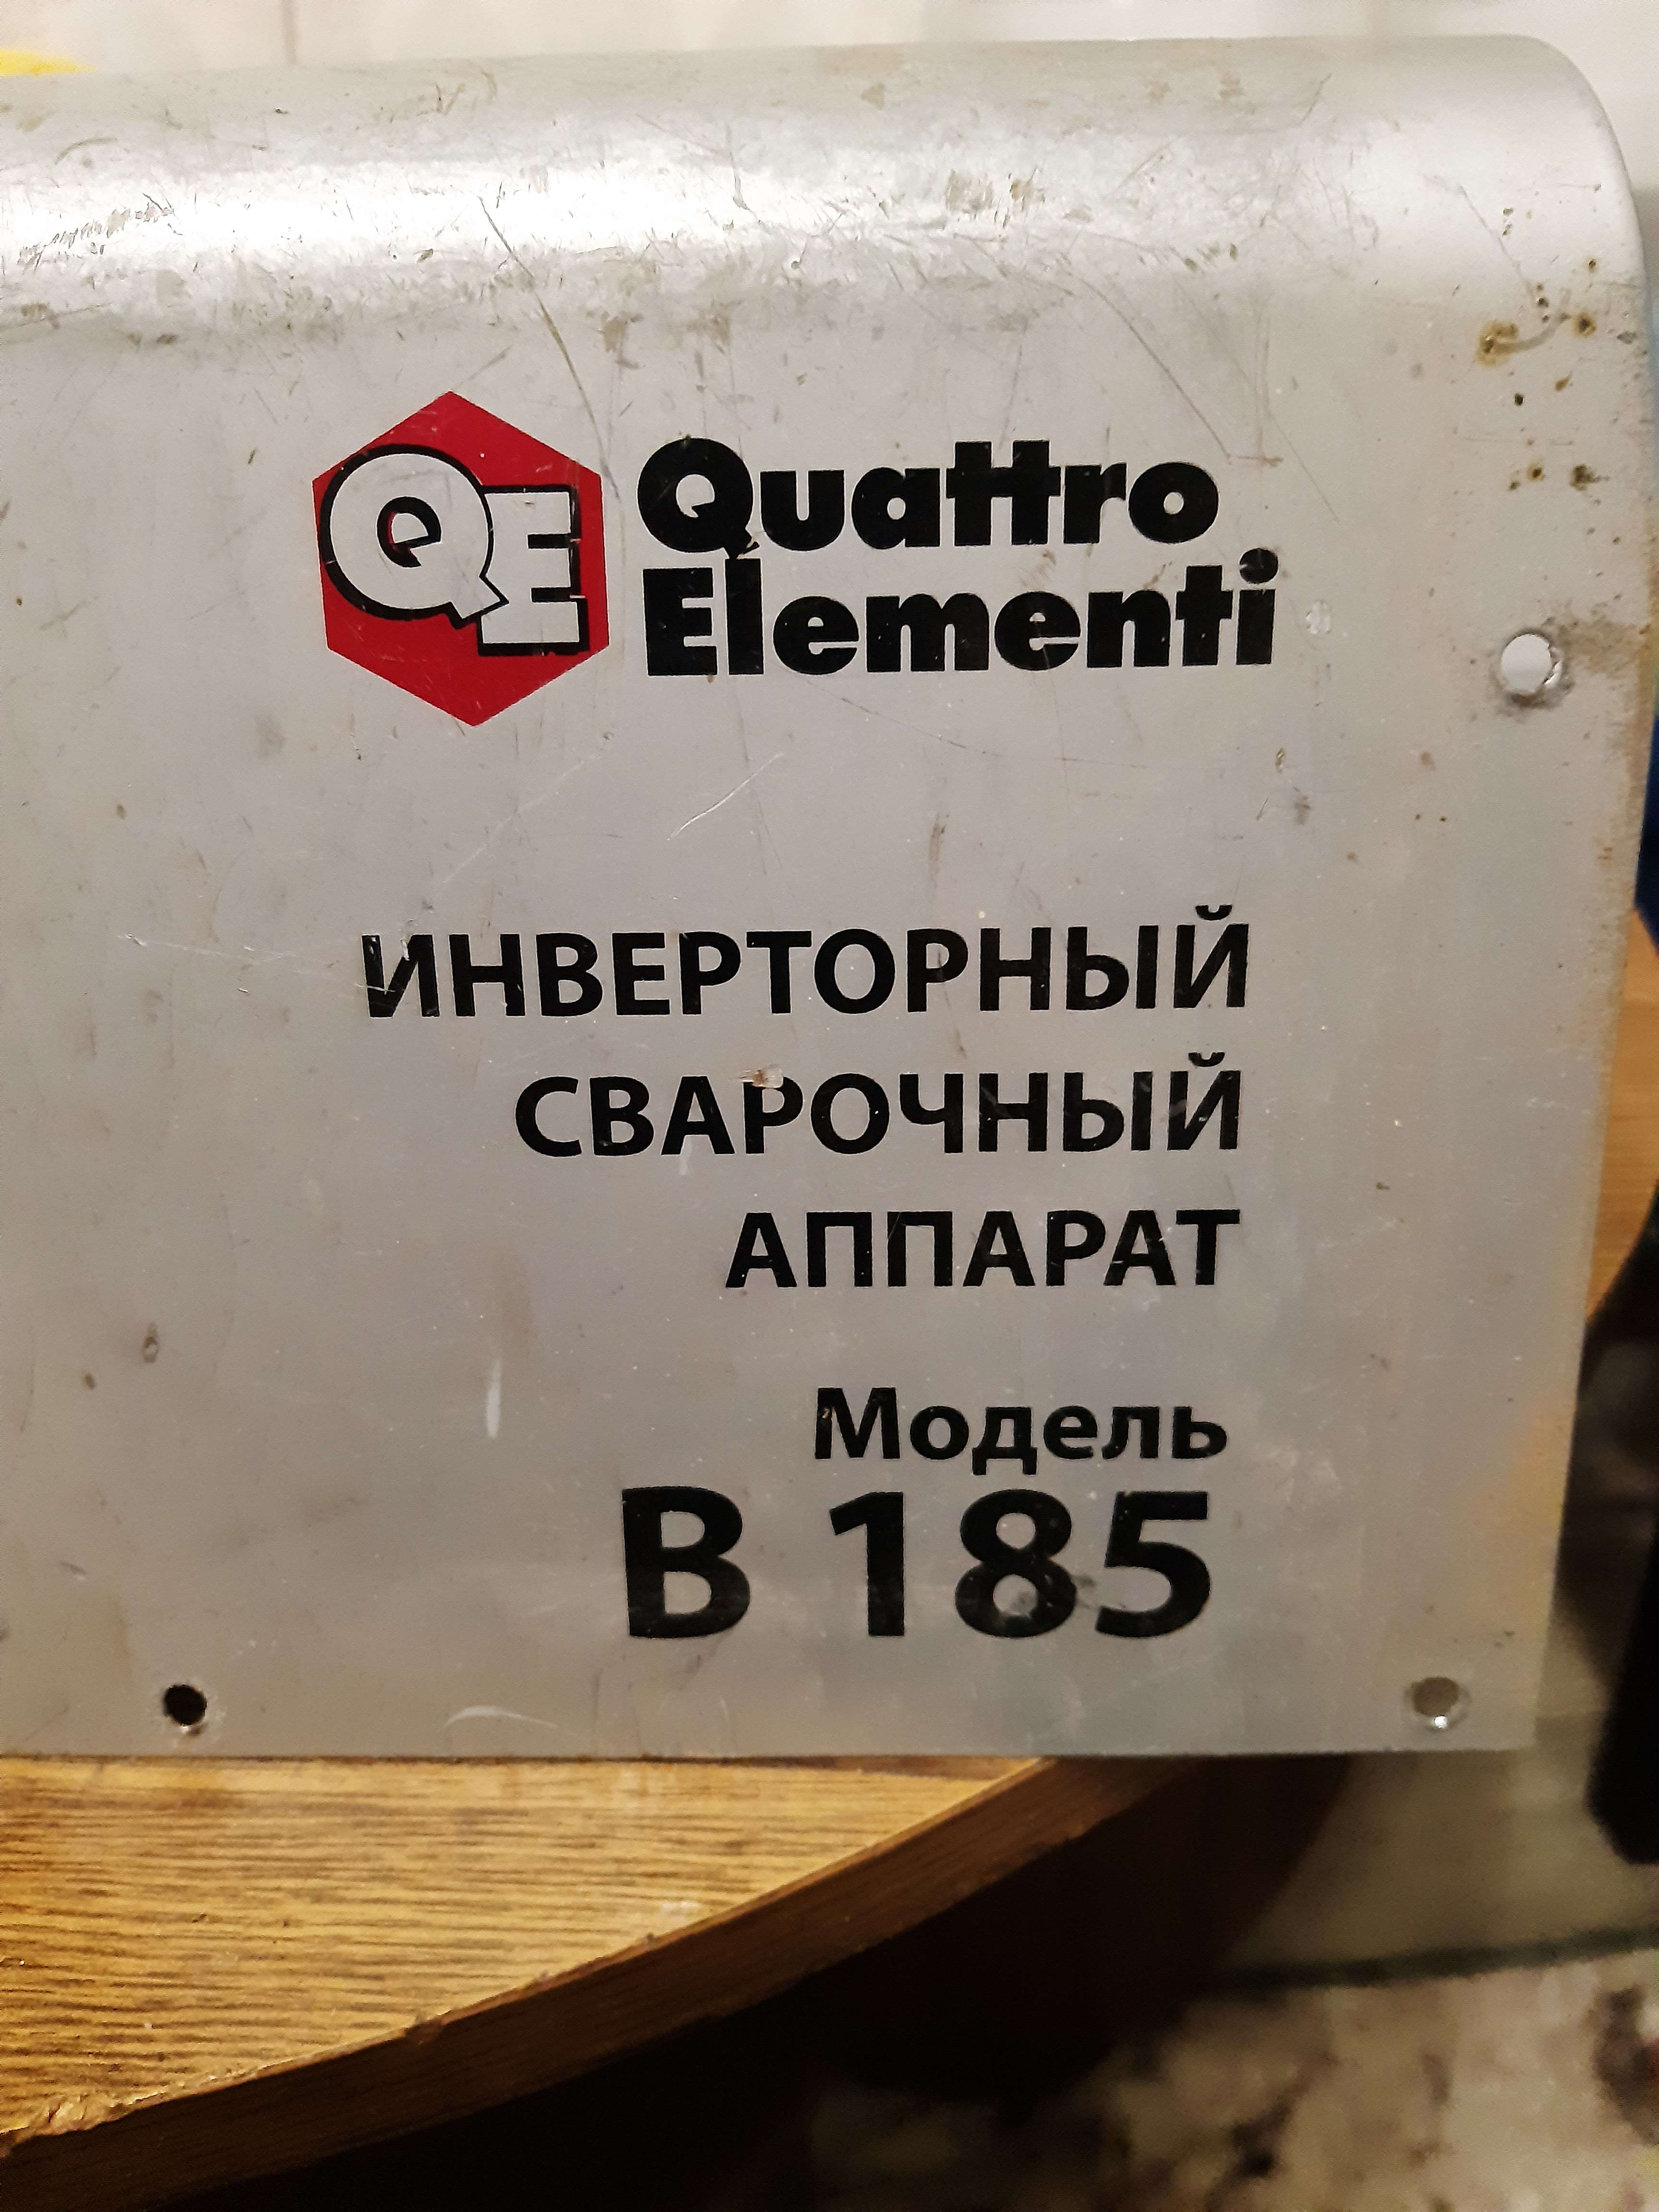 QE
Quattro
Elementi
ИНВЕРТОРНЫЙ
СВАРОЧНЫЙ
АППАРАТ
Модель
В 185